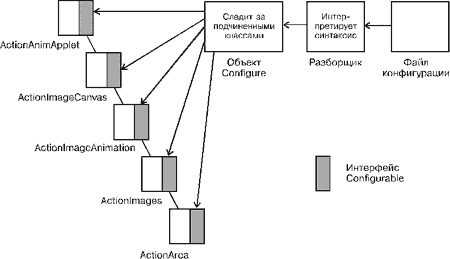 Следит за
подчиненными
классами
Интер-
претирует
синтаксис
ActionAnimApplet
Объект
Configure
Разборщик
Файл
конфигурации
ActionImageCanvas
ActionImageAnimation
Интерфейс
Configurable
ActionImages
ActionArea